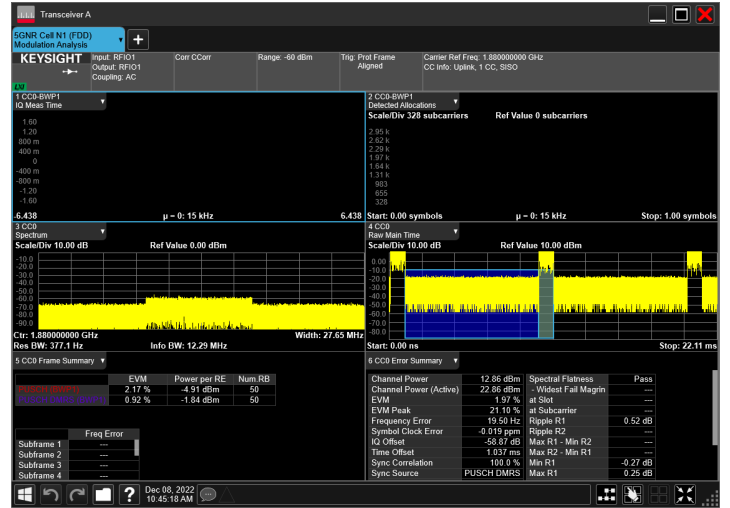 Transceiver A
5GNR Cell N1 (FDD)
Modulation Analysis
KEYSIGHT
Input: RFIO1
Output: RFIO1
Coupling: AC
Corr CCorr
Range: -60 dBm
Trig: Prot Frame
Aligned
Carrier Ref Freq: 1.880000000 GHz
CC Info: Uplink, 1 CC, SISO
LXI
1 CC0-BWP1
IQ Meas Time
1.60
1.20
800 m
400 m
0
-400 m
-800 m
-1.20
-1.60
-6.438
μ – 0: 15 kHz
6.438
2 CC0-BWP1
Detected Allocations
Scale/Div 328 subcarriers
Ref Value 0 subcarriers
2.95 k
2.62 k
2.29 k
1.97 k
1.64 k
1.31 k
983
655
328
Start: 0.00 symbols
μ – 0: 15 kHz
Stop: 1.00 symbols
3 CC0
Spectrum
Scale/Div 10.00 dB
Ref Value 0.00 dBm
-10.0
-20.0
-30.0
-40.0
-50.0
-60.0
-70.0
-80.0
-90.0
Ctr: 1.880000000 GHz
Width: 27.65 MHz
Res BW: 377.1 Hz
Info BW: 12.29 MHz
4 CC0
Raw Main Time
Scale/Div 10.00 dB
Ref Value 10.00 dBm
0.00
-10.0
-20.0
-30.0
-40.0
-50.0
-60.0
-70.0
-80.0
Start: 0.00 ns
Stop: 22.11 ms
5 CC0 Frame Summary
EVM Power per RE Num.RB
2.17 % -4.91 dBm 50
0.92 % -1.84 dBm 50
Freq Error
Subframe 1 ---
Subframe 2 ---
Subframe 3 ---
Subframe 4 ---
6 CC0 Error Summary
Channel Power 12.86 dBm Spectral Flatness Pass
Channel Power (Active) 22.86 dBm - Widest Fail Magrin ---
EVM 1.97 % at Slot ---
EVM Peak 21.10 % at Subcarrier ---
Frequency Error 19.50 Hz Ripple R1 0.52 dB
Symbol Clock Error -0.019 ppm Ripple R2 ---
IQ Offset -58.87 dB Max R1 - Min R2 ---
Time Offset 1.037 ms Max R2 - Min R1 ---
Sync Correlation 100.0 % Min R1 -0.27 dB
Sync Source PUSCH DMRS Max R1 0.25 dB
Dec 08, 2022
10:45:18 AM